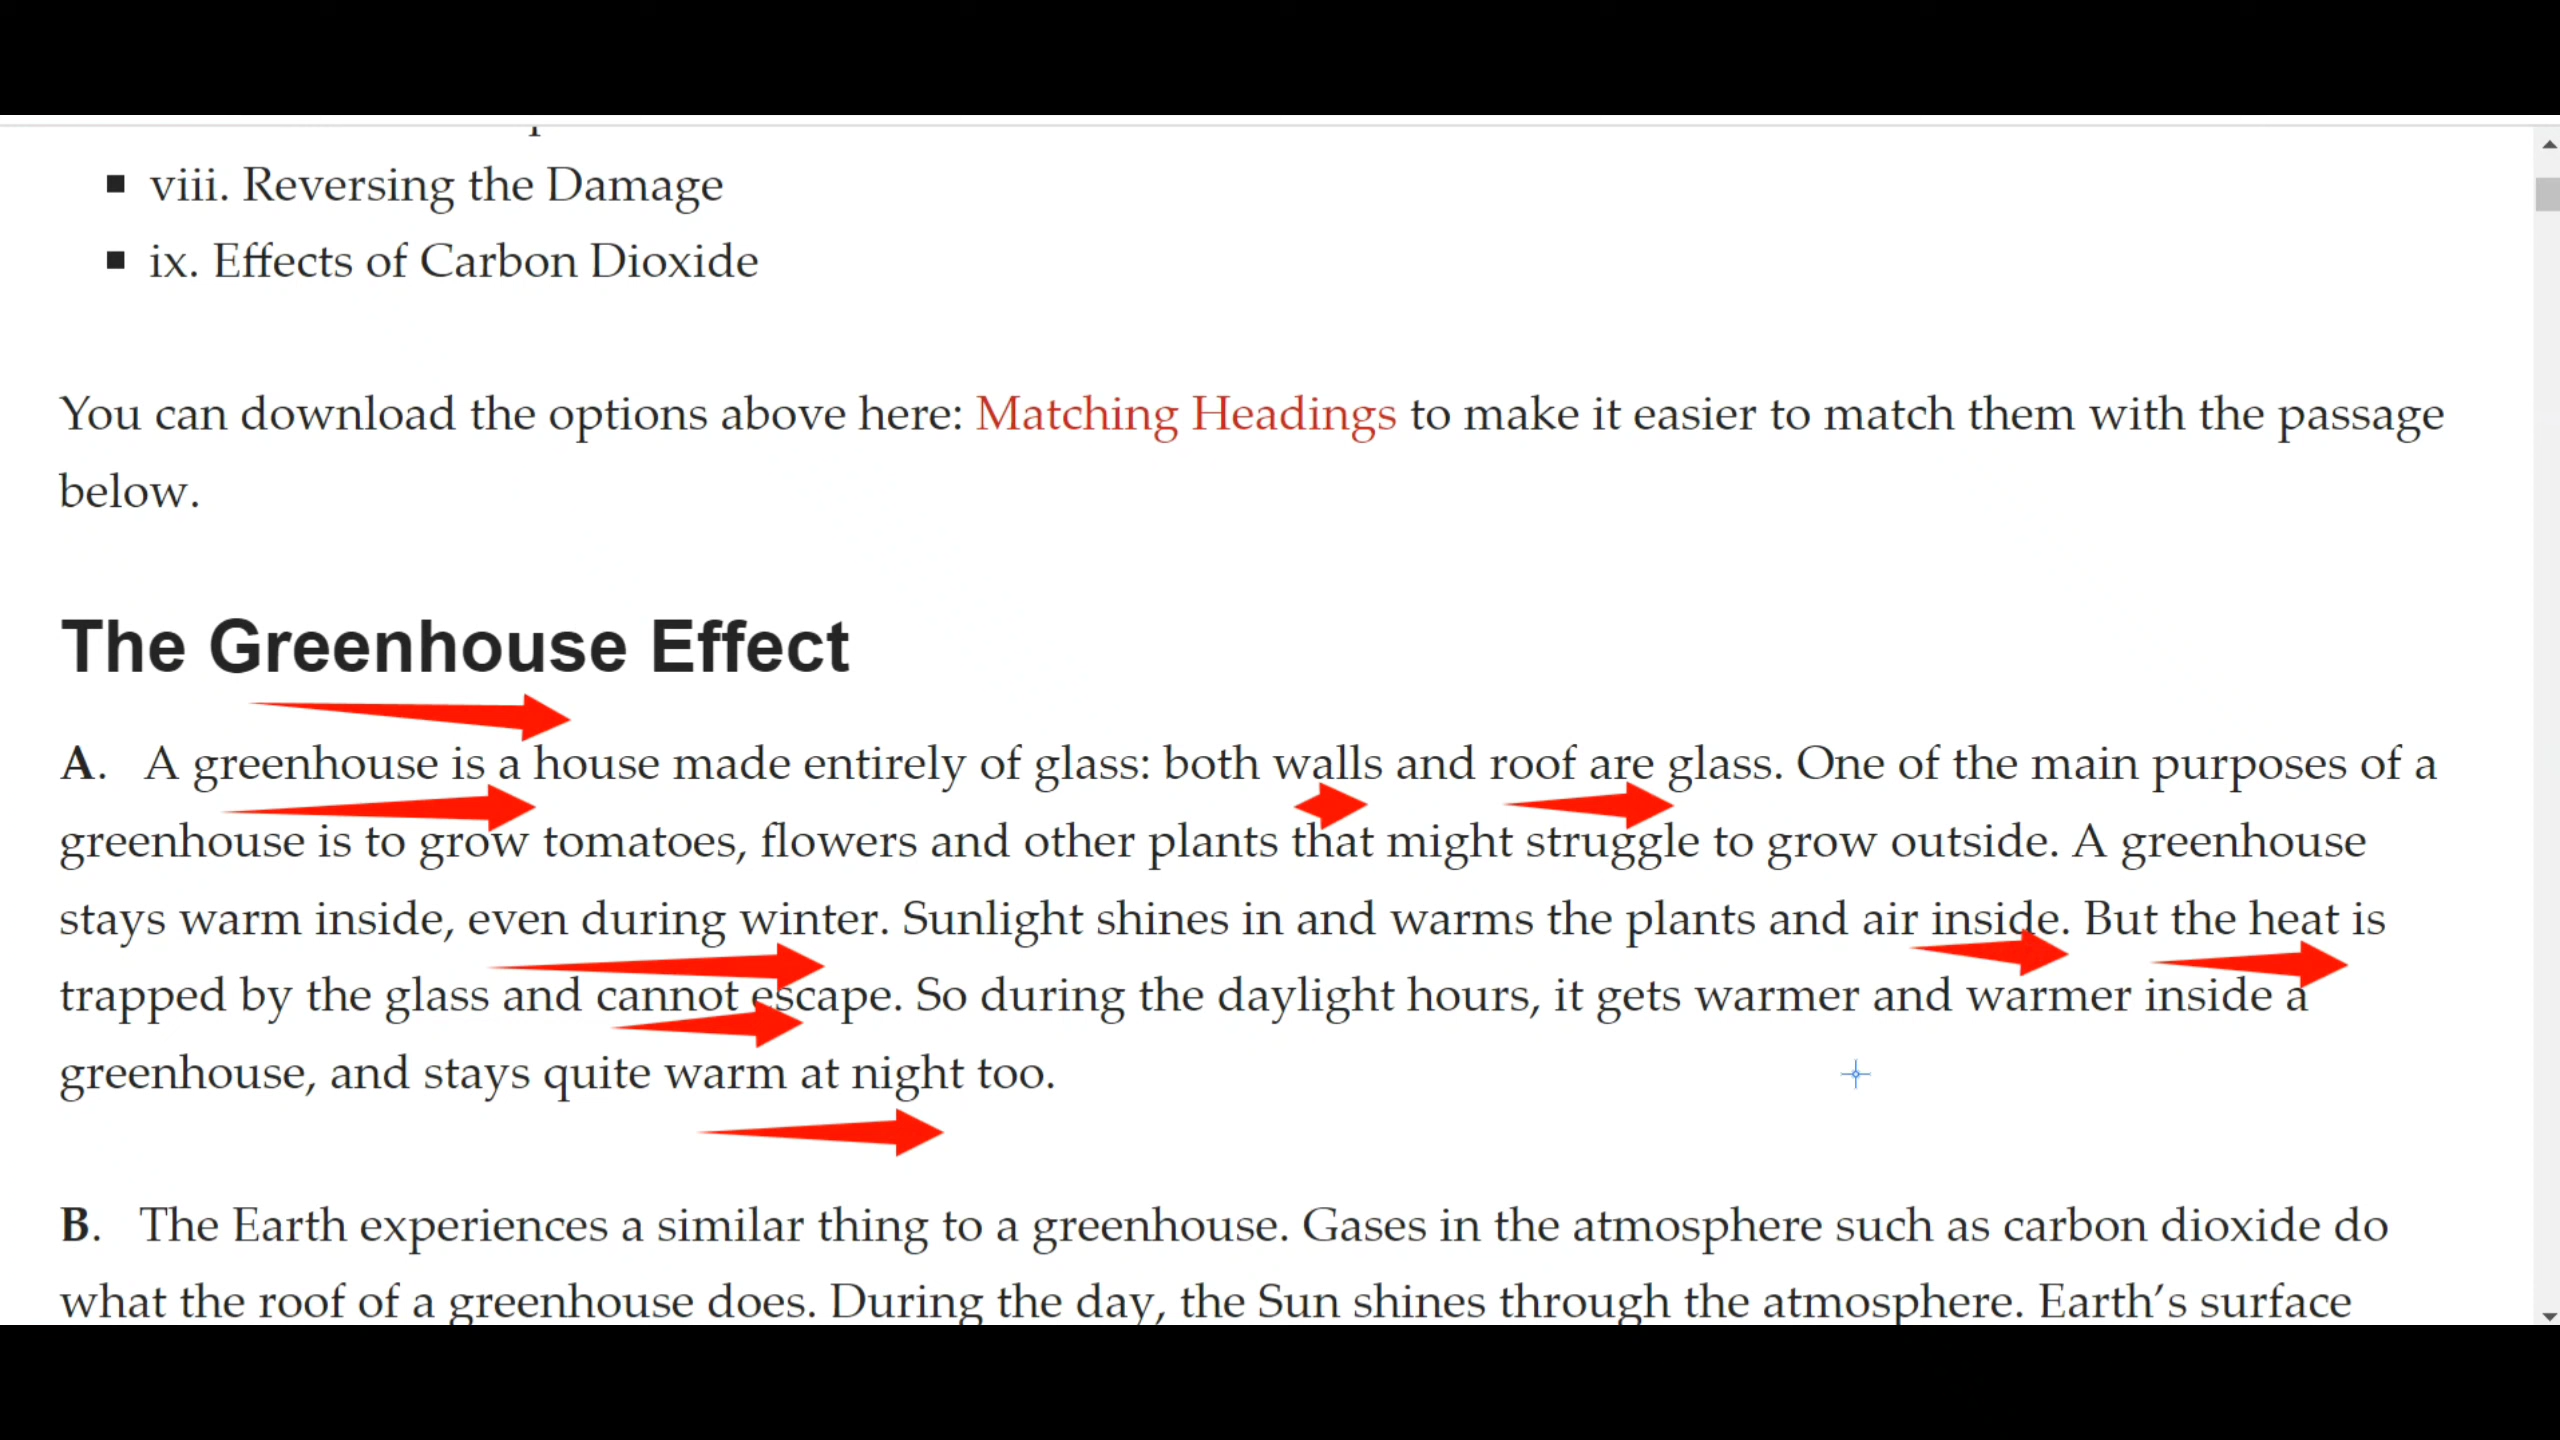 viii. Reversing the Damage
ix. Effects of Carbon Dioxide
You can download the options above here: Matching Headings to make it easier to match them with the passage
below.
The Greenhouse Effect
A. A greenhouse is a house made entirely of glass: both walls and roof are glass. One of the main purposes of a
greenhouse is to grow tomatoes, flowers and other plants that might struggle to grow outside. A greenhouse
stays warm inside, even during winter. Sunlight shines in and warms the plants and air inside. But the heat is
trapped by the glass and cannot escape. So during the daylight hours, it gets warmer and warmer inside a
greenhouse, and stays quite warm at night too.
B. The Earth experiences a similar thing to a greenhouse. Gases in the atmosphere such as carbon dioxide do
what the roof of a greenhouse does. During the day, the Sun shines through the atmosphere. Earth’s surface